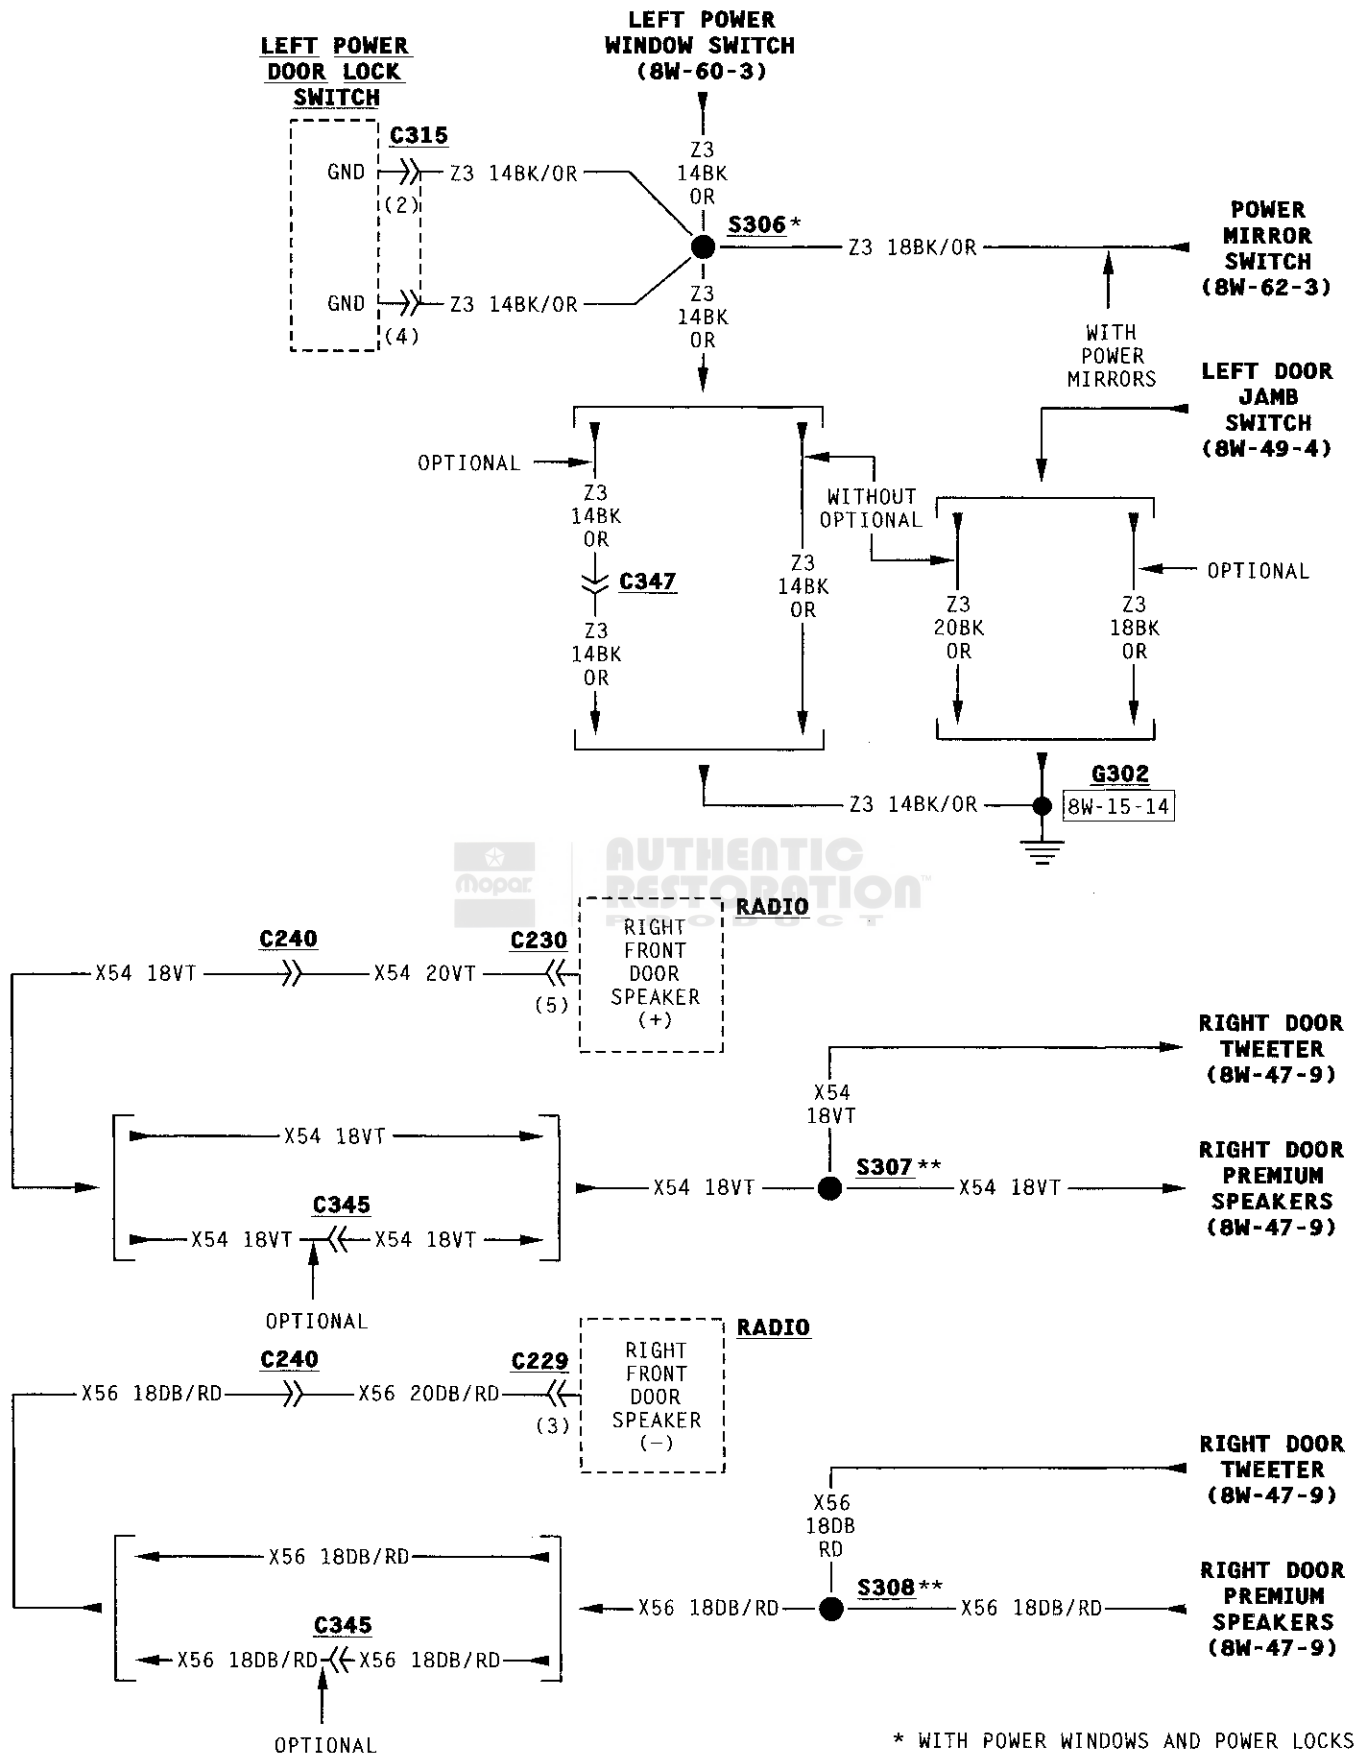 LEFT POWER
WINDOW SWITCH
(8W-60-3)
LEFT POWER
DOOR LOCK
SWITCH
C315
GND
Z3 14BK/OR
(2)
GND
Z3 14BK/OR
(4)
Z3
14BK
OR
S306*
Z3 18BK/OR
POWER
MIRROR
SWITCH
(8W-62-3)
Z3
14BK
OR
WITH
POWER
MIRRORS
LEFT DOOR
JAMB
SWITCH
(8W-49-4)
OPTIONAL
Z3
14BK
OR
C347
Z3
14BK
OR
WITHOUT
OPTIONAL
Z3
14BK
OR
Z3
20BK
OR
Z3
18BK
OR
OPTIONAL
Z3 14BK/OR
G302
8W-15-14
Mopar
AUTHENTIC
RESTORATION™
PRODUCT
RADIO
RIGHT
FRONT
DOOR
SPEAKER
(+)
C240
C230
X54 18VT
X54 20VT
(5)
RIGHT DOOR
TWEETER
(8W-47-9)
X54
18VT
X54 18VT
C345
X54 18VT
X54 18VT
OPTIONAL
X54 18VT
S307**
X54 18VT
RIGHT DOOR
PREMIUM
SPEAKERS
(8W-47-9)
RADIO
RIGHT
FRONT
DOOR
SPEAKER
(−)
C240
C229
X56 18DB/RD
X56 20DB/RD
(3)
RIGHT DOOR
TWEETER
(8W-47-9)
X56
18DB
RD
X56 18DB/RD
C345
X56 18DB/RD
X56 18DB/RD
OPTIONAL
X56 18DB/RD
S308**
X56 18DB/RD
RIGHT DOOR
PREMIUM
SPEAKERS
(8W-47-9)
* WITH POWER WINDOWS AND POWER LOCKS